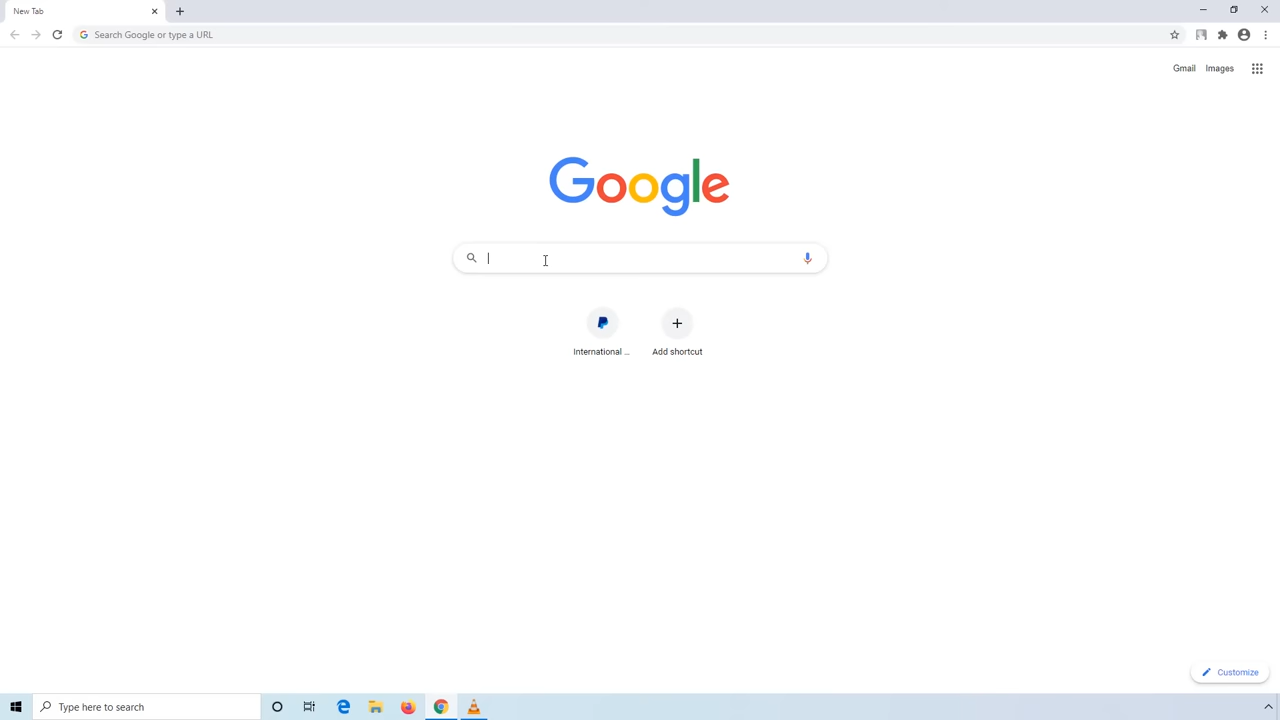 New Tab
Search Google or type a URL
Gmail Images
Google
International ...
Add shortcut
Customize
Type here to search